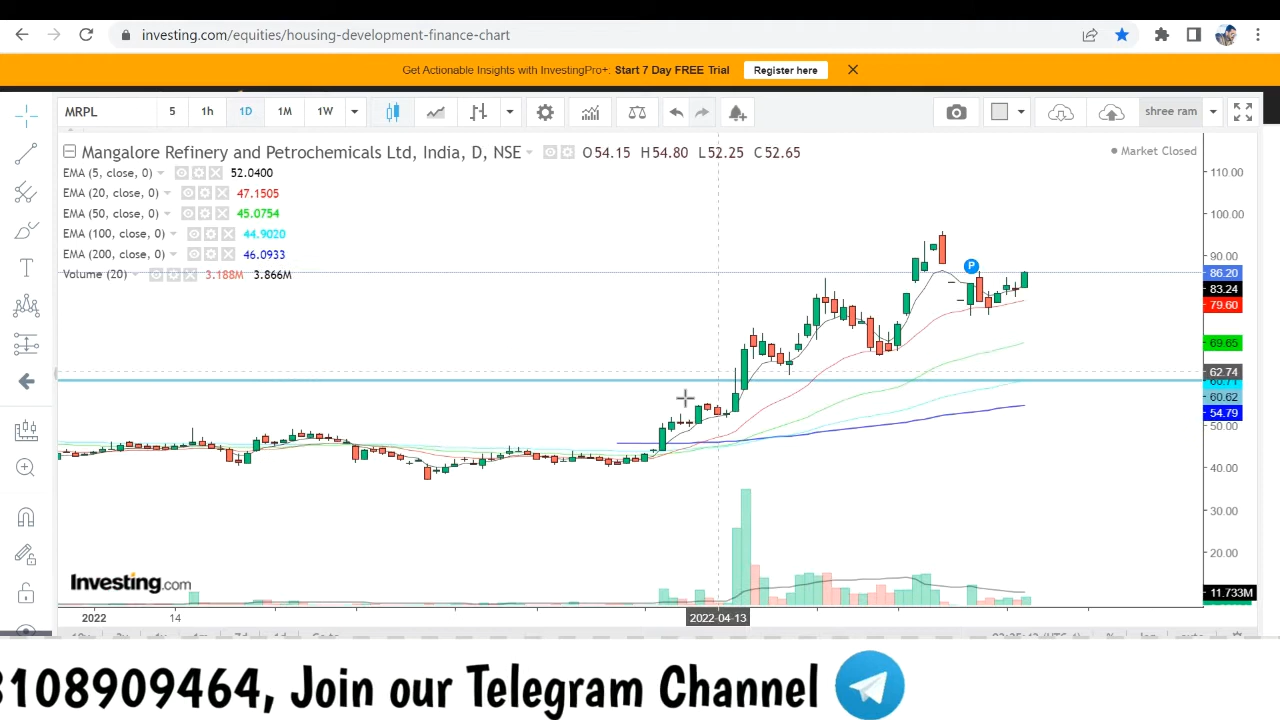 investing.com/equities/housing-development-finance-chart
Get Actionable Insights with InvestingPro+: Start 7 Day FREE Trial Register here
MRPL 5 1h 1D 1M 1W shree ram
Mangalore Refinery and Petrochemicals Ltd, India, D, NSE O54.15 H54.80 L52.25 C52.65 Market Closed
EMA (5, close, 0) 52.0400
EMA (20, close, 0) 47.1505
EMA (50, close, 0) 45.0754
EMA (100, close, 0) 44.9020
EMA (200, close, 0) 46.0933
Volume (20) 3.188M 3.866M
110.00
100.00
90.00
P
86.20
83.24
79.60
69.65
62.74
60.71
60.62
54.79
50.00
40.00
30.00
20.00
Investing.com
11.733M
2022 14 2022-04-13
8108909464, Join our Telegram Channel